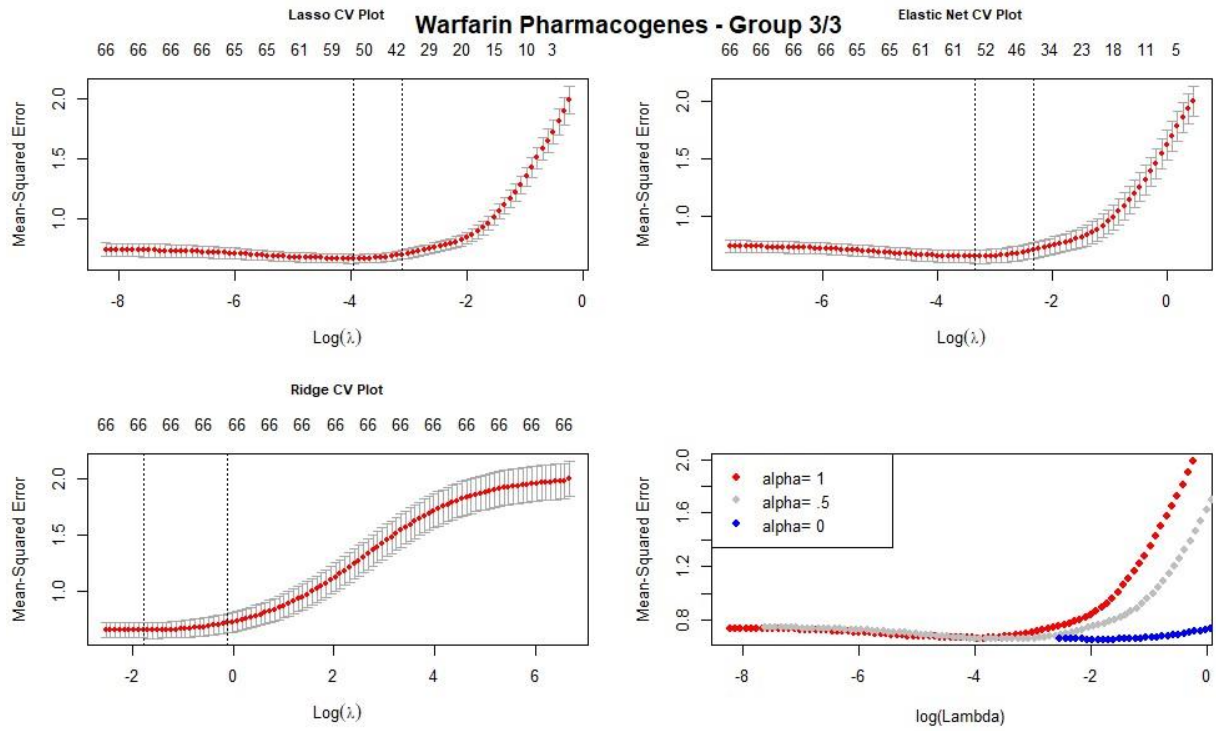 Warfarin Pharmacogenes - Group 3/3
Lasso CV Plot
66 66 66 66 65 65 61 59 50 42 29 20 15 10 3
Mean-Squared Error
2.0
1.5
1.0
-8 -6 -4 -2 0
Log(λ)
Elastic Net CV Plot
66 66 66 66 65 65 61 61 52 46 34 23 18 11 5
Mean-Squared Error
2.0
1.5
1.0
-6 -4 -2 0
Log(λ)
Ridge CV Plot
66 66 66 66 66 66 66 66 66 66 66 66 66 66 66
Mean-Squared Error
2.0
1.5
1.0
-2 0 2 4 6
Log(λ)
Mean-Squared Error
2.0
1.6
1.2
0.8
alpha= 1
alpha= .5
alpha= 0
-8 -6 -4 -2 0
log(Lambda)